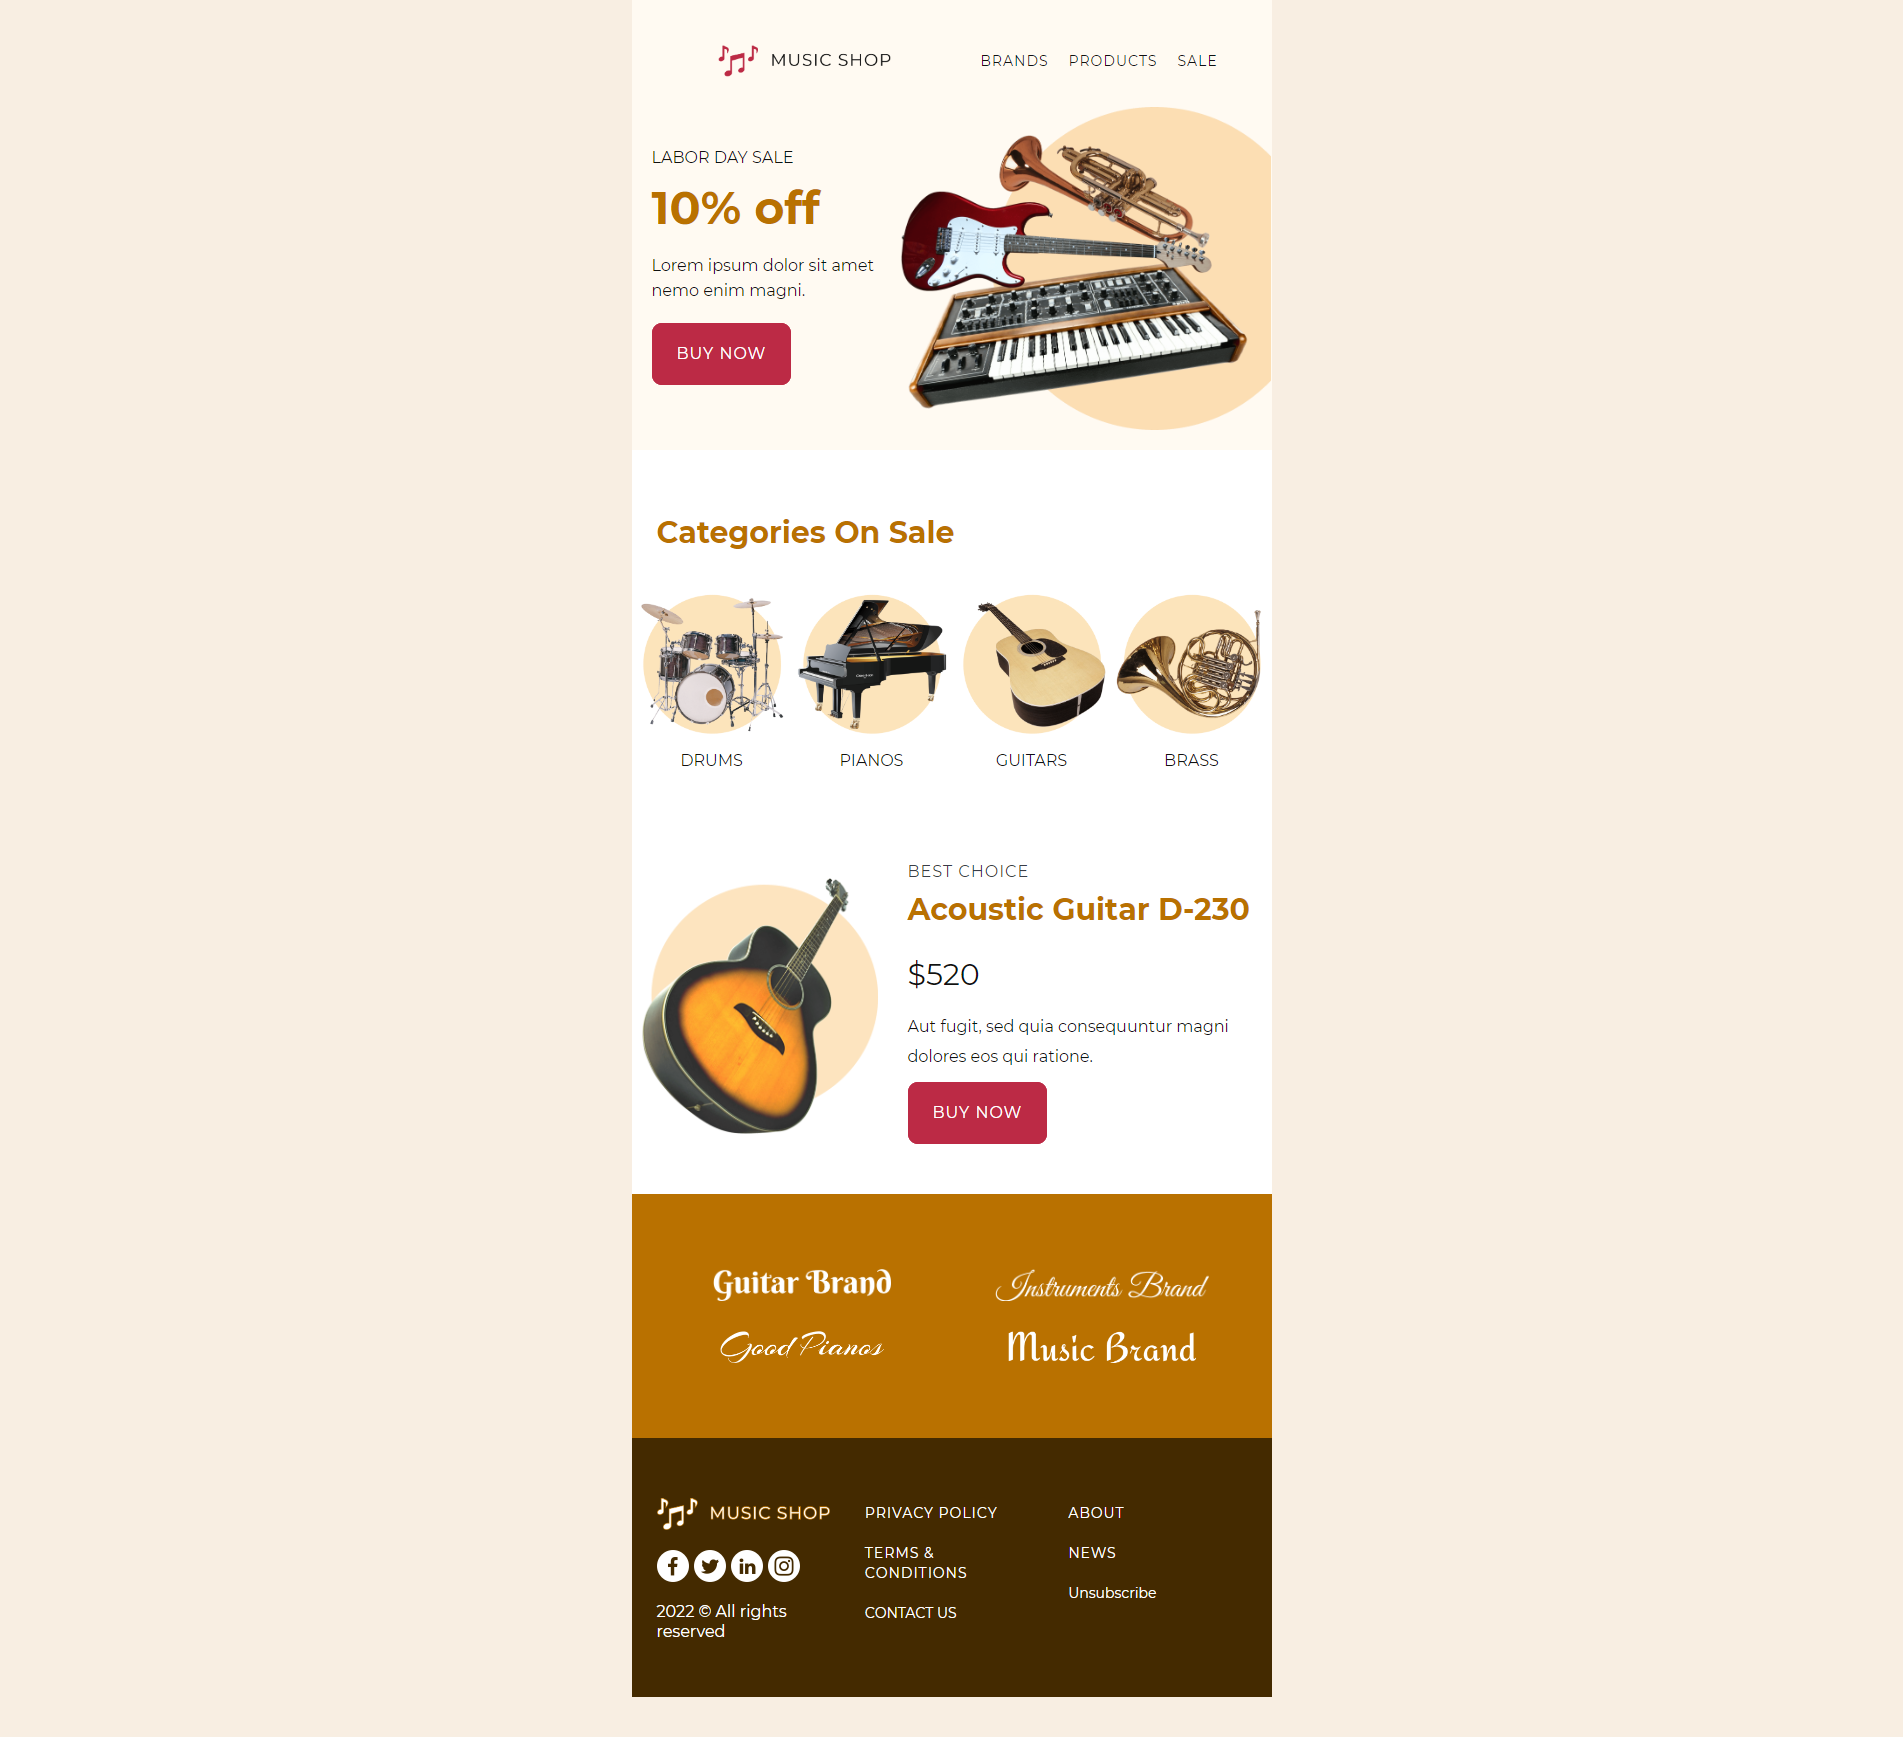 MUSIC SHOP
BRANDS PRODUCTS SALE
LABOR DAY SALE
10% off
Lorem ipsum dolor sit amet
nemo enim magni.
BUY NOW
Categories On Sale
DRUMS
PIANOS
GUITARS
BRASS
BEST CHOICE
Acoustic Guitar D-230
$520
Aut fugit, sed quia consequuntur magni
dolores eos qui ratione.
BUY NOW
Guitar Brand
Instruments Brand
Good Pianos
Music Brand
MUSIC SHOP
2022 © All rights
reserved
PRIVACY POLICY
TERMS &
CONDITIONS
CONTACT US
ABOUT
NEWS
Unsubscribe